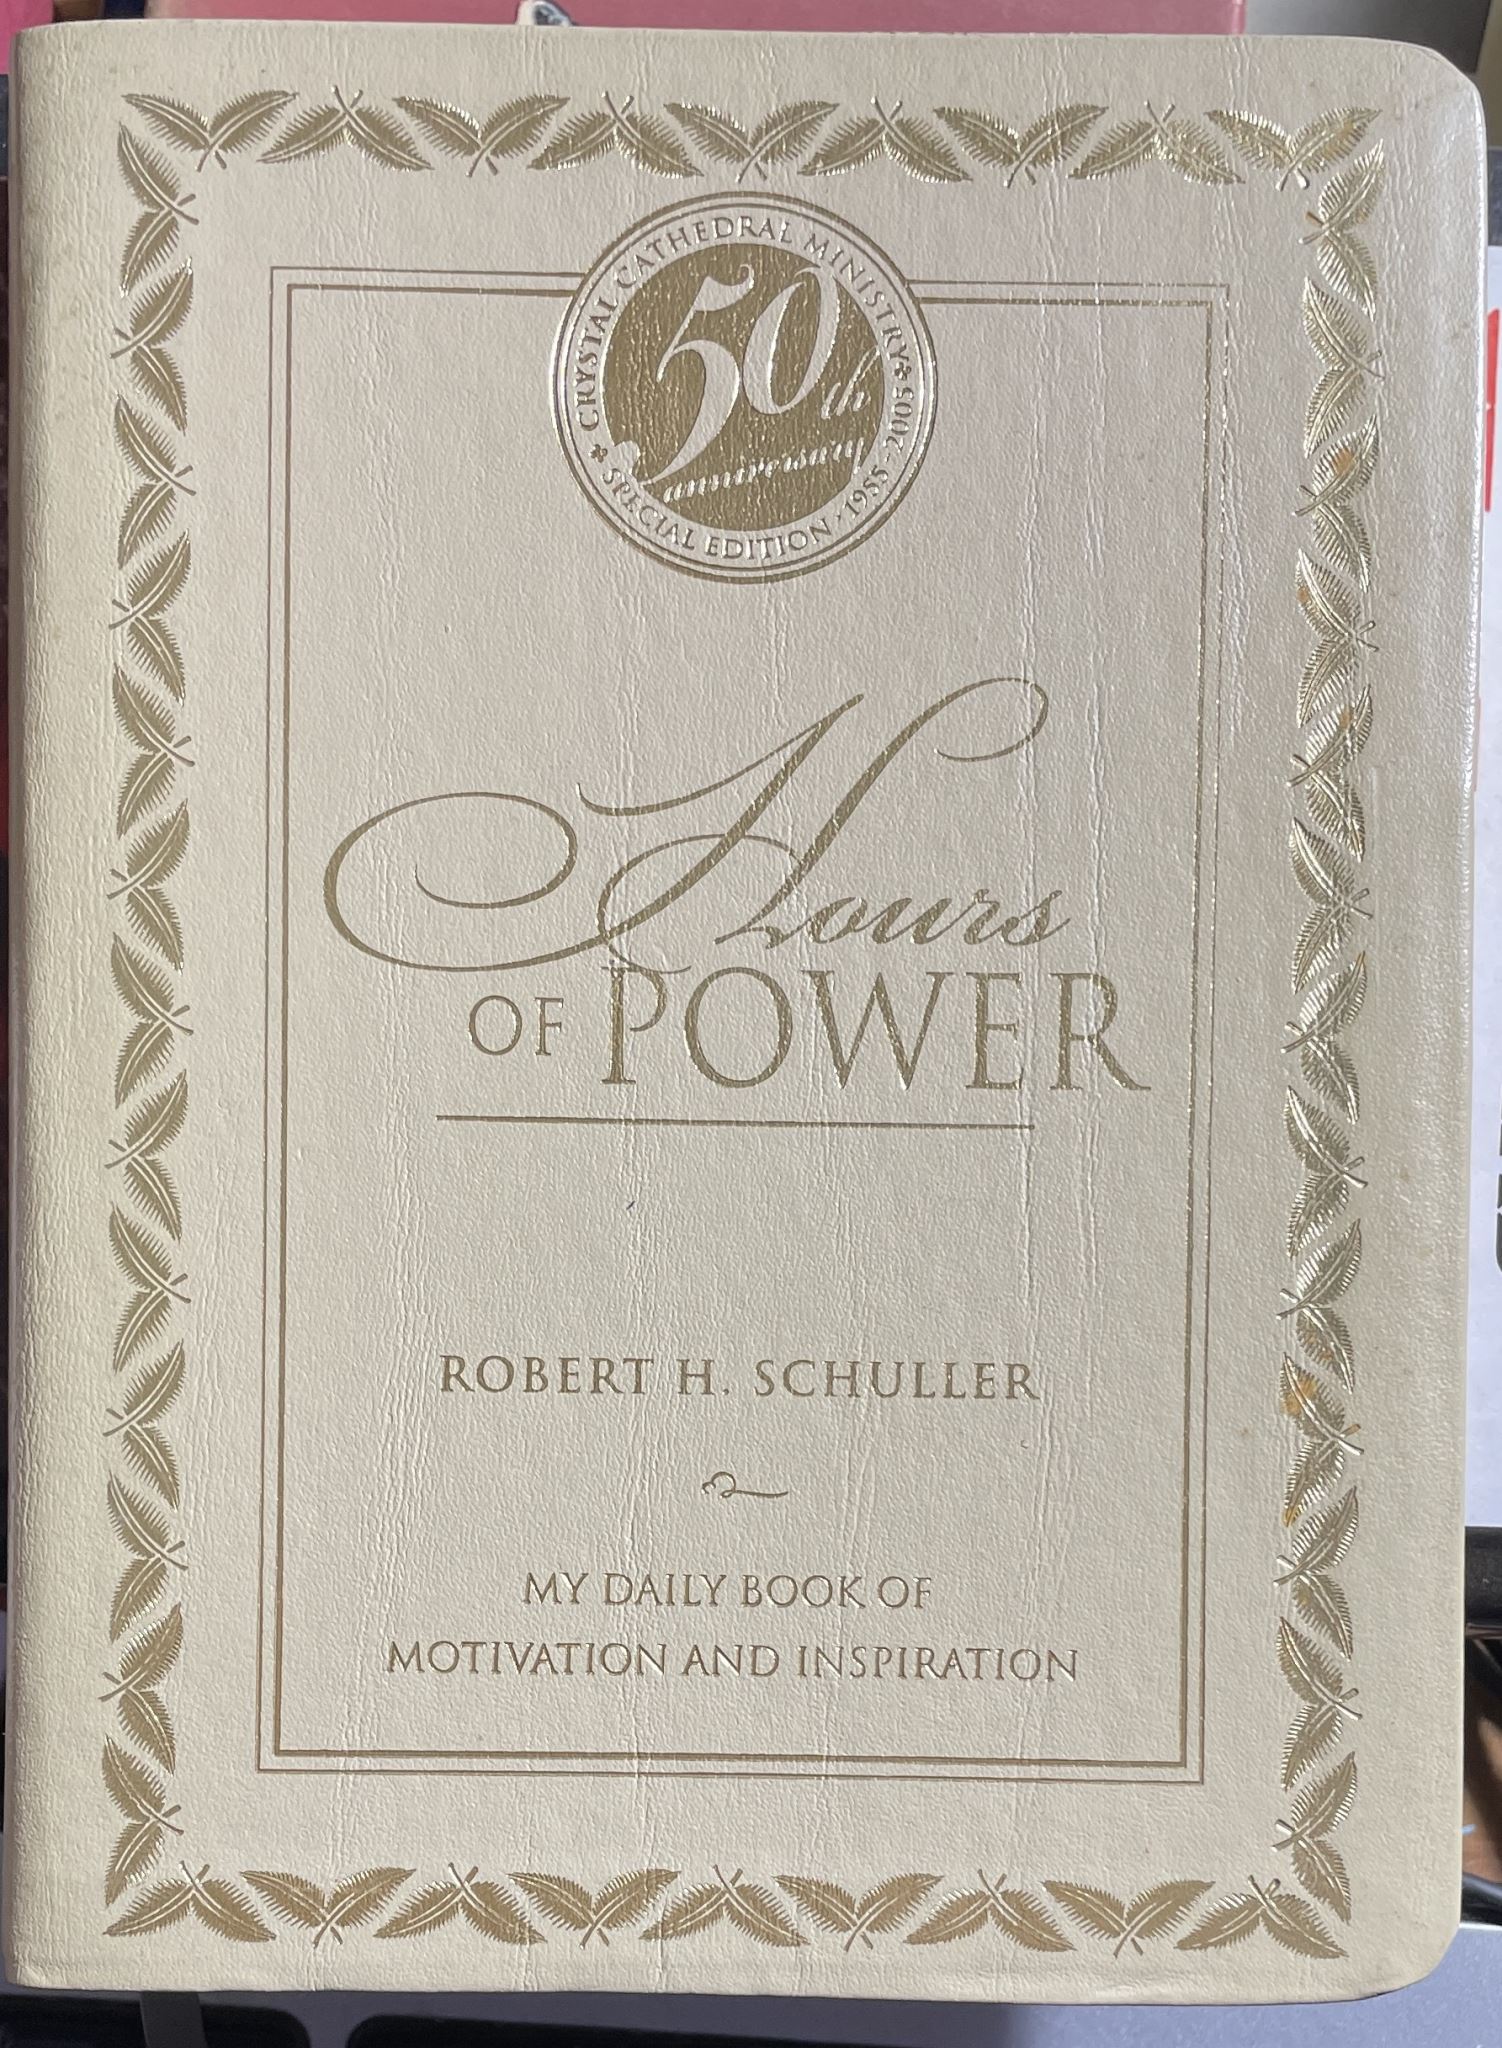 CRYSTAL CATHEDRAL MINISTRY
50th
anniversary
SPECIAL EDITION · 1955-2005
Hours
OF POWER
ROBERT H. SCHULLER
MY DAILY BOOK OF
MOTIVATION AND INSPIRATION